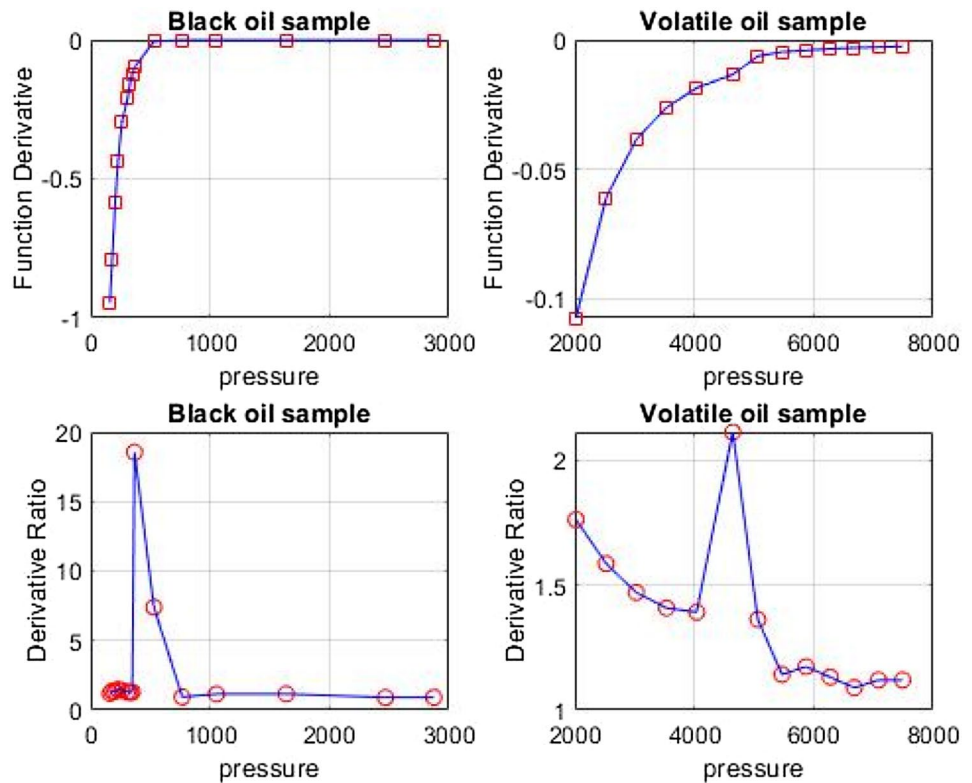 Black oil sample
Function Derivative
0
-0.5
-1
0 1000 2000 3000
pressure
Volatile oil sample
Function Derivative
0
-0.05
-0.1
2000 4000 6000 8000
pressure
Black oil sample
Derivative Ratio
20
15
10
5
0
0 1000 2000 3000
pressure
Volatile oil sample
Derivative Ratio
2
1.5
1
2000 4000 6000 8000
pressure